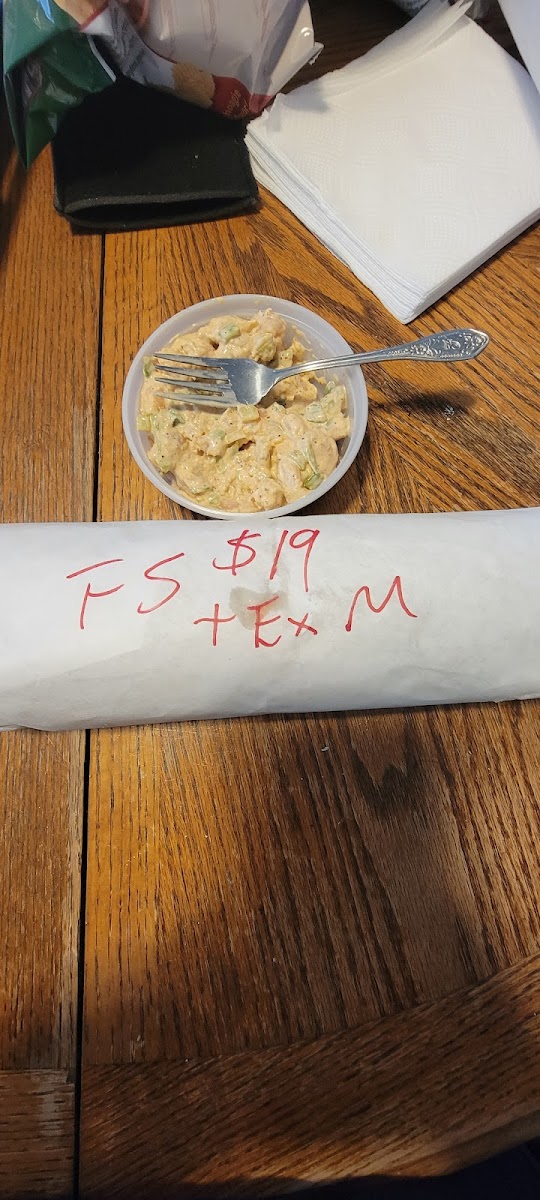 FS $19
+ Ex M